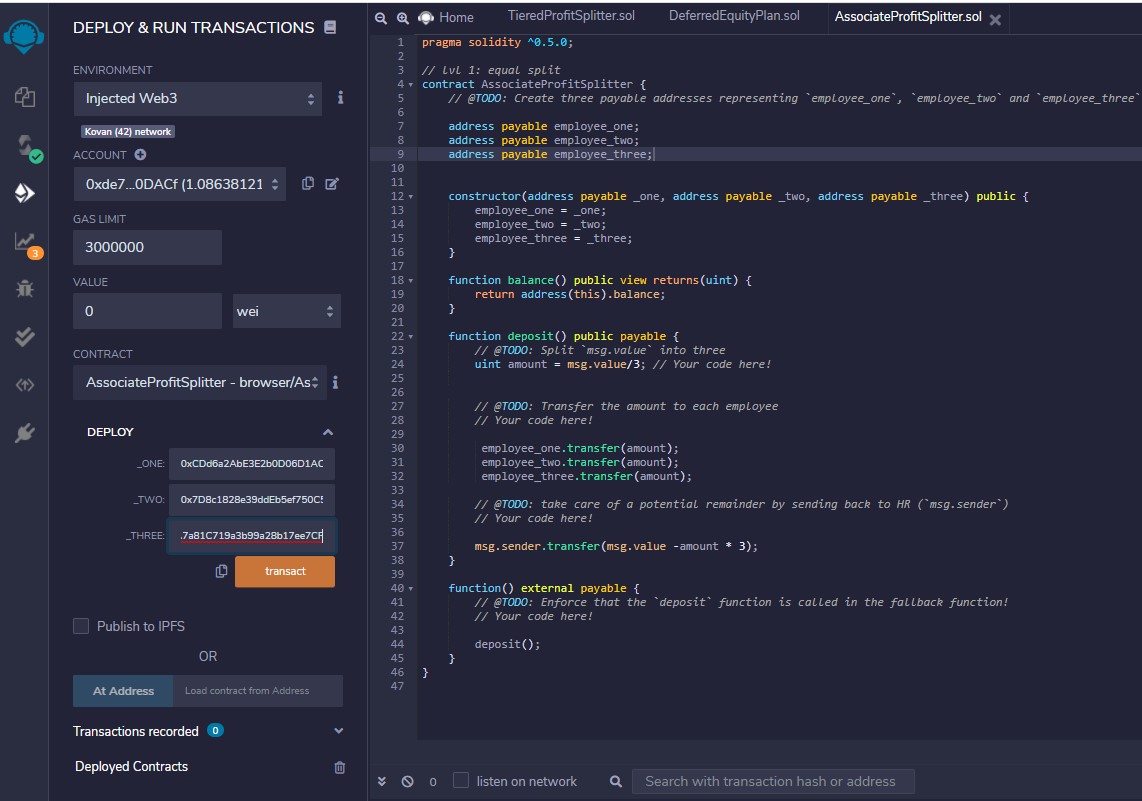 DEPLOY & RUN TRANSACTIONS
ENVIRONMENT
Injected Web3
Kovan (42) network
ACCOUNT
0xde7...0DACf (1.08638121
GAS LIMIT
3000000
VALUE
0
wei
CONTRACT
AssociateProfitSplitter - browser/As
DEPLOY
_ONE:
0xCDd6a2AbE3E2b0D06D1AC
_TWO:
0x7D8c1828e39ddEb5ef750C5
_THREE:
.7a81C719a3b99a28b17ee7CF
transact
Publish to IPFS
OR
At Address
Load contract from Address
Transactions recorded 0
Deployed Contracts
3
Home
TieredProfitSplitter.sol
DeferredEquityPlan.sol
AssociateProfitSplitter.sol
1 pragma solidity ^0.5.0;
2
3 // lvl 1: equal split
4 contract AssociateProfitSplitter {
5 // @TODO: Create three payable addresses representing `employee_one`, `employee_two` and `employee_three`
6
7 address payable employee_one;
8 address payable employee_two;
9 address payable employee_three;
10
11
12 constructor(address payable _one, address payable _two, address payable _three) public {
13 employee_one = _one;
14 employee_two = _two;
15 employee_three = _three;
16 }
17
18 function balance() public view returns(uint) {
19 return address(this).balance;
20 }
21
22 function deposit() public payable {
23 // @TODO: Split `msg.value` into three
24 uint amount = msg.value/3; // Your code here!
25
26
27 // @TODO: Transfer the amount to each employee
28 // Your code here!
29
30 employee_one.transfer(amount);
31 employee_two.transfer(amount);
32 employee_three.transfer(amount);
33
34 // @TODO: take care of a potential remainder by sending back to HR (`msg.sender`)
35 // Your code here!
36
37 msg.sender.transfer(msg.value -amount * 3);
38 }
39
40 function() external payable {
41 // @TODO: Enforce that the `deposit` function is called in the fallback function!
42 // Your code here!
43
44 deposit();
45 }
46 }
47
0
listen on network
Search with transaction hash or address